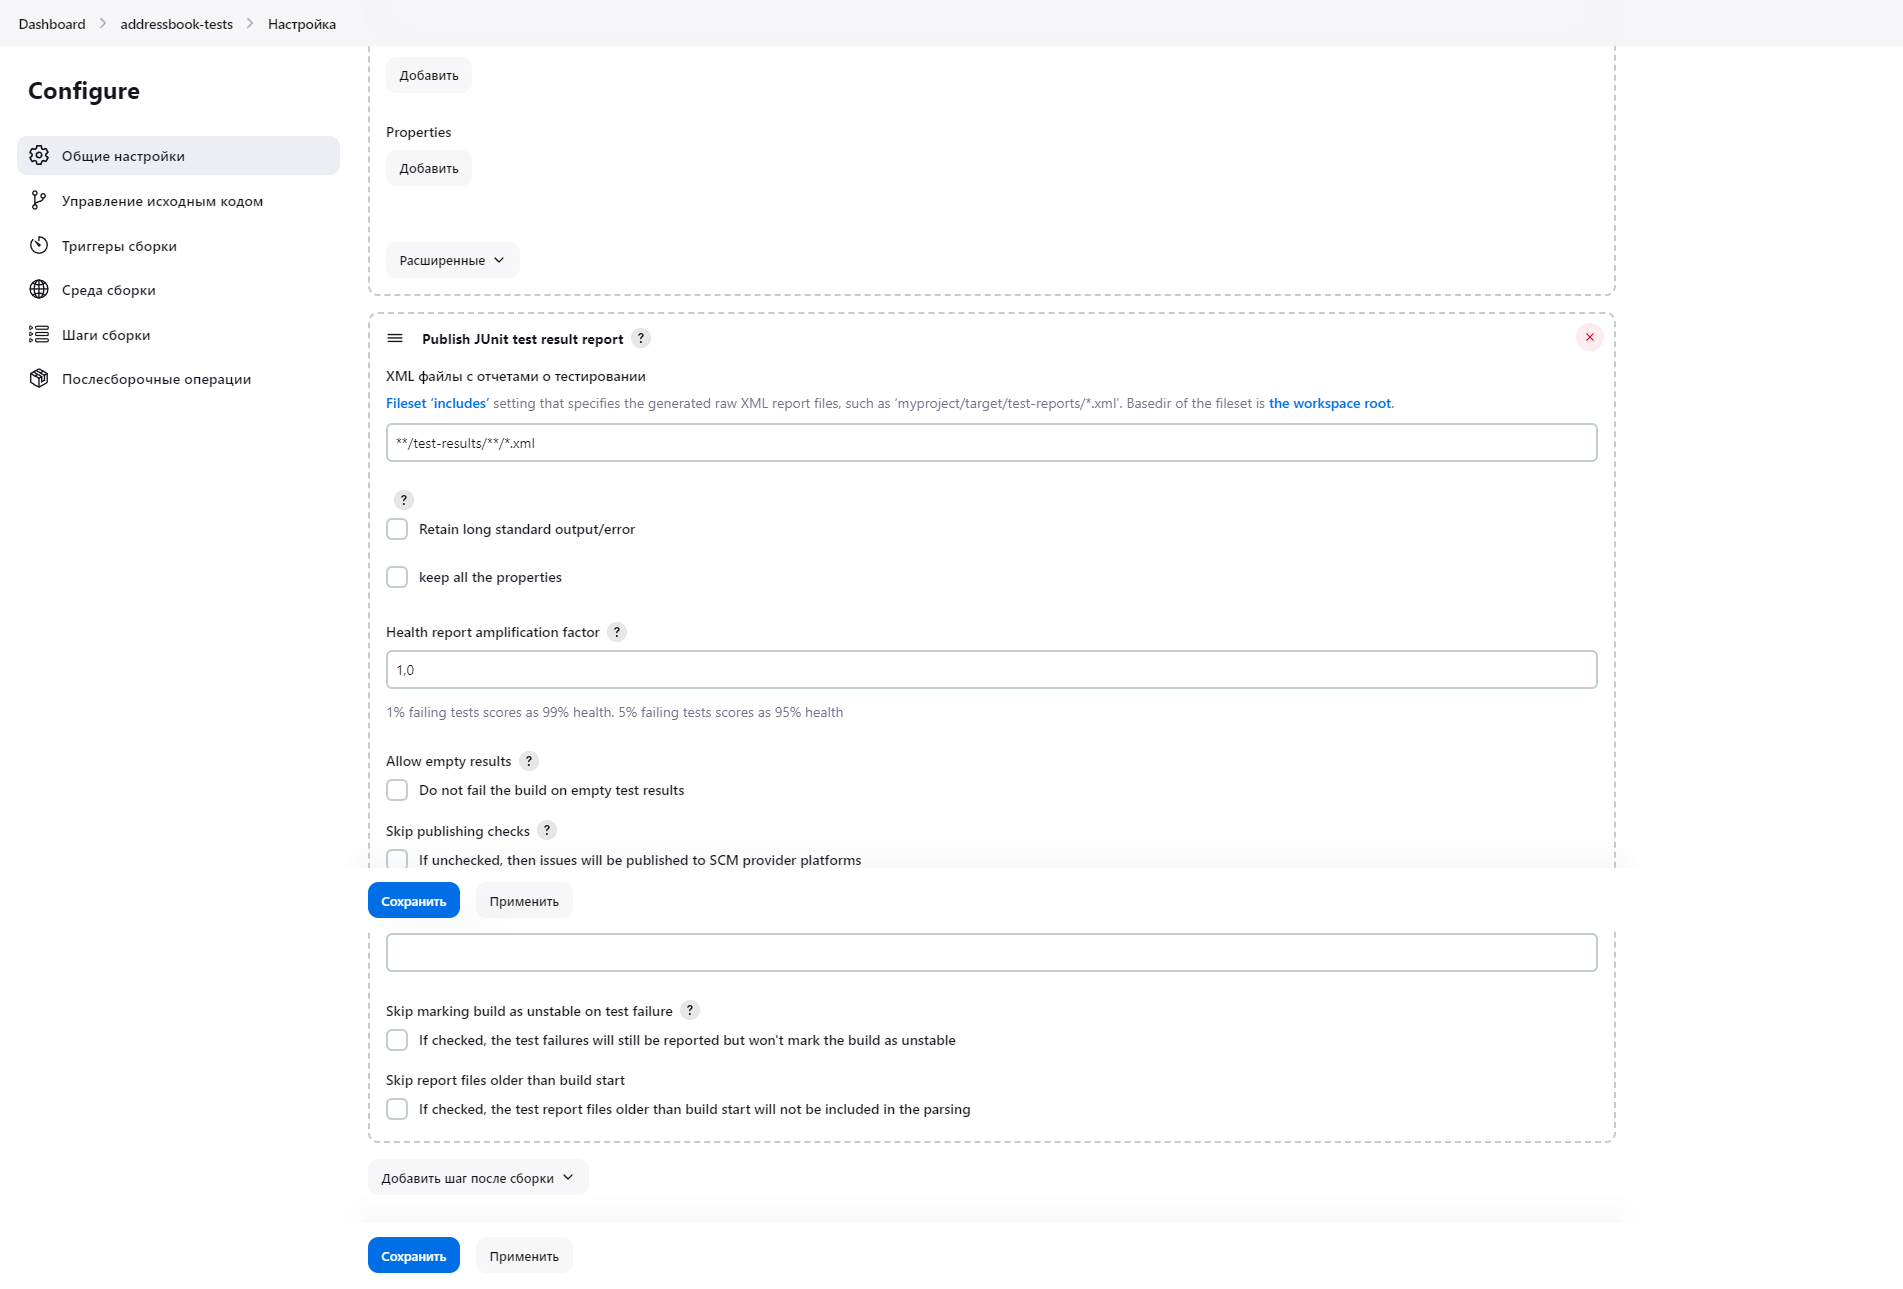 Dashboard > addressbook-tests > Настройка
Configure
Общие настройки
Управление исходным кодом
Триггеры сборки
Среда сборки
Шаги сборки
Послесборочные операции
Добавить
Properties
Добавить
Расширенные
Publish JUnit test result report ?
XML файлы с отчетами о тестировании
Fileset ‘includes’ setting that specifies the generated raw XML report files, such as ‘myproject/target/test-reports/*.xml’. Basedir of the fileset is the workspace root.
**/test-results/**/*.xml
?
Retain long standard output/error
keep all the properties
Health report amplification factor ?
1,0
1% failing tests scores as 99% health. 5% failing tests scores as 95% health
Allow empty results ?
Do not fail the build on empty test results
Skip publishing checks ?
If unchecked, then issues will be published to SCM provider platforms
Сохранить Применить
Skip marking build as unstable on test failure ?
If checked, the test failures will still be reported but won't mark the build as unstable
Skip report files older than build start
If checked, the test report files older than build start will not be included in the parsing
Добавить шаг после сборки
Сохранить Применить